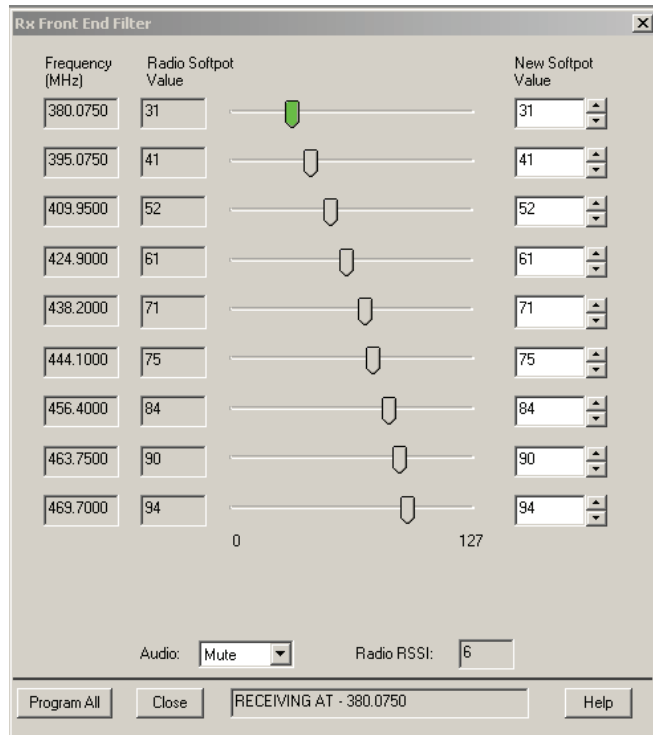 Rx Front End Filter
Frequency (MHz) Radio Softpot Value New Softpot Value
380.0750 31 31
395.0750 41 41
409.9500 52 52
424.9000 61 61
438.2000 71 71
444.1000 75 75
456.4000 84 84
463.7500 90 90
469.7000 94 94
0 127
Audio: Mute Radio RSSI: 6
Program All Close RECEIVING AT - 380.0750 Help